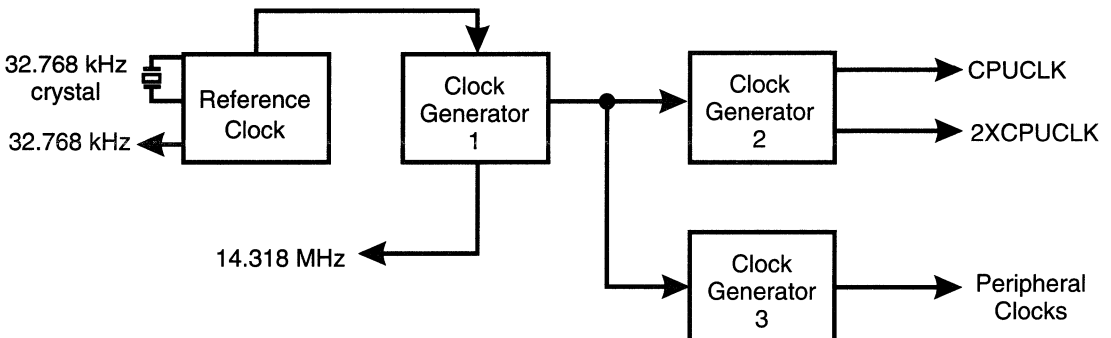 32.768 kHz
crystal
32.768 kHz
Reference
Clock
Clock
Generator
1
14.318 MHz
Clock
Generator
2
CPUCLK
2XCPUCLK
Clock
Generator
3
Peripheral
Clocks